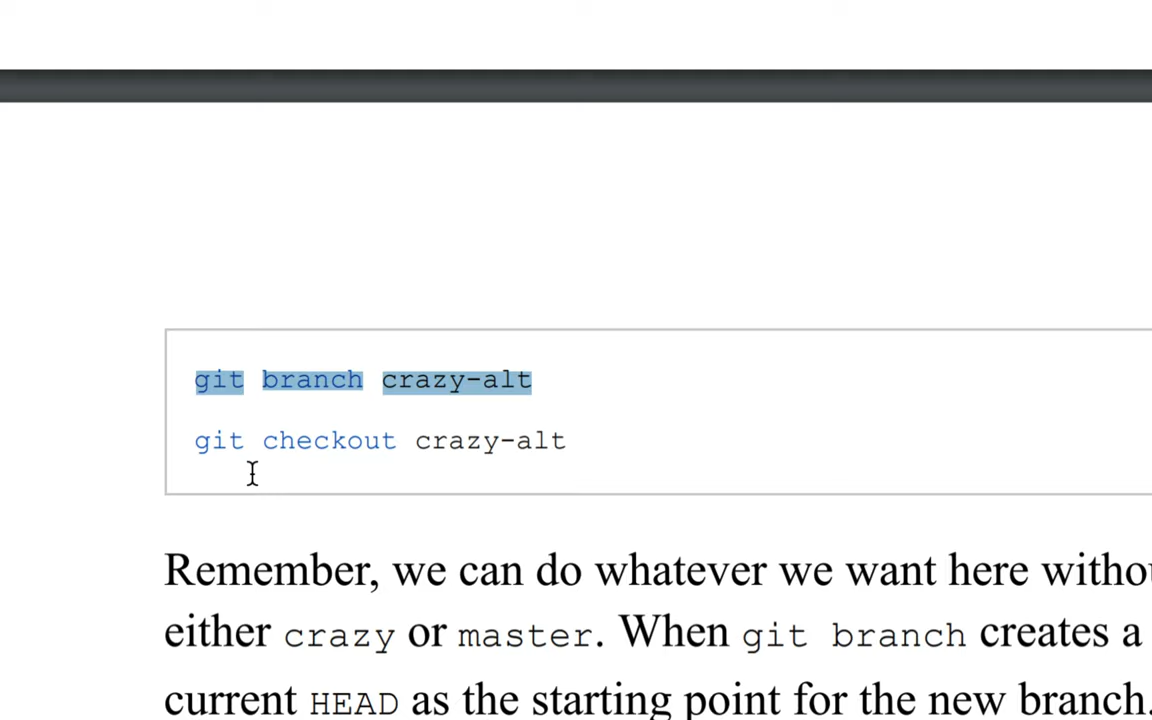 git branch crazy-alt
git checkout crazy-alt
Remember, we can do whatever we want here
either crazy or master. When git branch creates a
current HEAD as the starting point for the new branch.